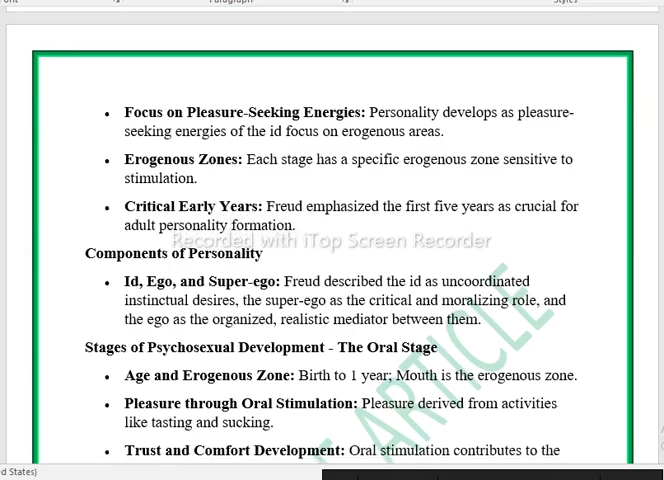 Paragraph
Styles
• Focus on Pleasure-Seeking Energies: Personality develops as pleasure-
seeking energies of the id focus on erogenous areas.
• Erogenous Zones: Each stage has a specific erogenous zone sensitive to
stimulation.
• Critical Early Years: Freud emphasized the first five years as crucial for
adult personality formation.
Recorded with iTop Screen Recorder
Components of Personality
• Id, Ego, and Super-ego: Freud described the id as uncoordinated
instinctual desires, the super-ego as the critical and moralizing role, and
the ego as the organized, realistic mediator between them.
Stages of Psychosexual Development - The Oral Stage
• Age and Erogenous Zone: Birth to 1 year; Mouth is the erogenous zone.
• Pleasure through Oral Stimulation: Pleasure derived from activities
like tasting and sucking.
• Trust and Comfort Development: Oral stimulation contributes to the
ARTICLE
ed States)